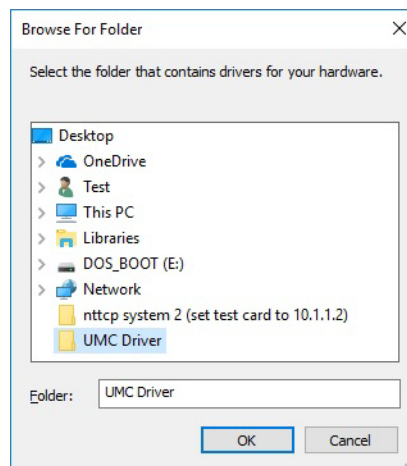 Browse For Folder
Select the folder that contains drivers for your hardware.
Desktop
OneDrive
Test
This PC
Libraries
DOS_BOOT (E:)
Network
nttcp system 2 (set test card to 10.1.1.2)
UMC Driver
Folder: UMC Driver
OK Cancel